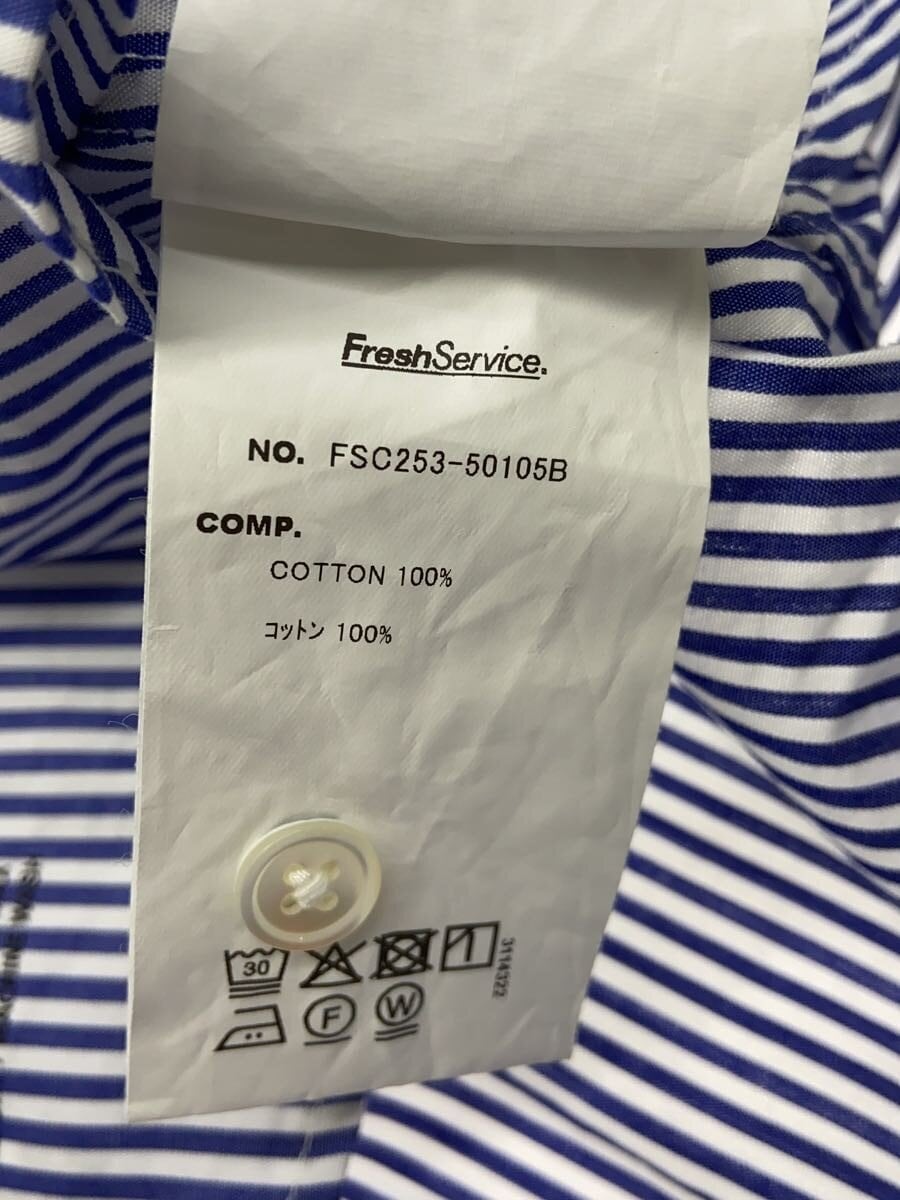 FreshService.
NO. FSC253-50105B
COMP.
COTTON 100%
コットン 100%
30
3114322
F W